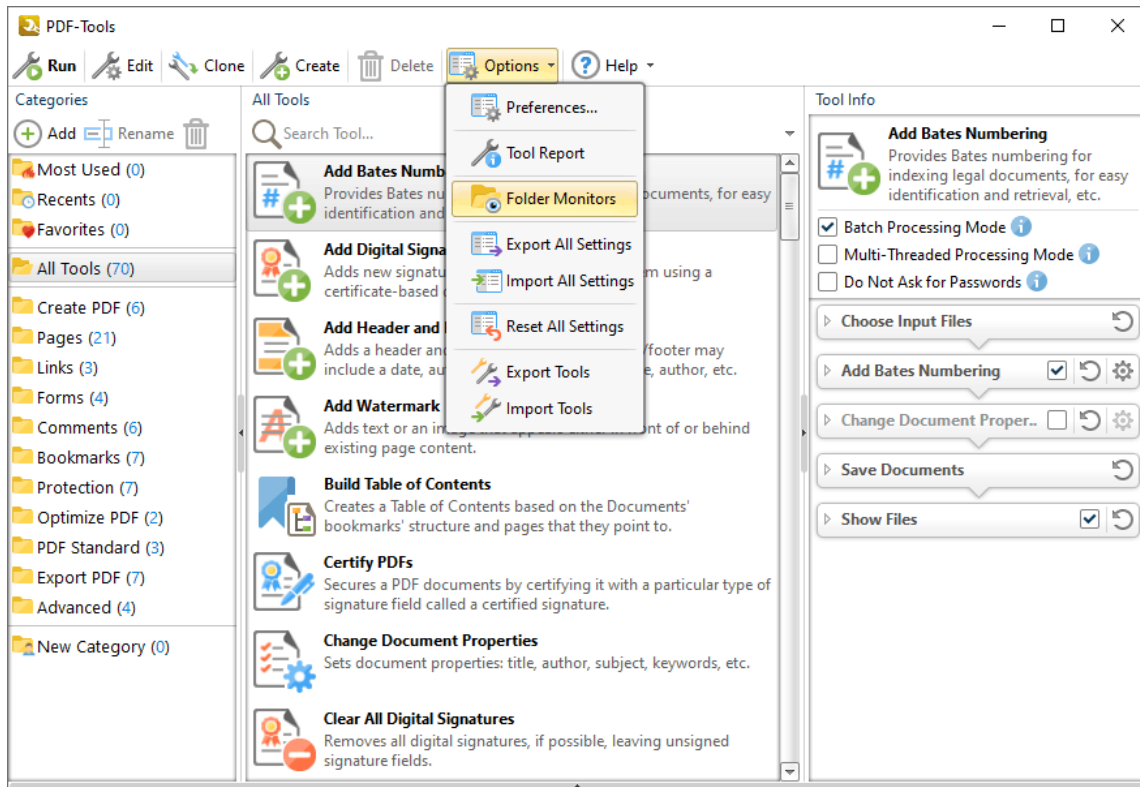 PDF-Tools
Run Edit Clone Create Delete Options Help
Categories
Add Rename
Most Used (0)
Recents (0)
Favorites (0)
All Tools (70)
Create PDF (6)
Pages (21)
Links (3)
Forms (4)
Comments (6)
Bookmarks (7)
Protection (7)
Optimize PDF (2)
PDF Standard (3)
Export PDF (7)
Advanced (4)
New Category (0)
All Tools
Search Tool...
Add Bates Numb
Provides Bates nu cuments, for easy
identification and
Add Digital Signa
Adds new signatu m using a
certificate-based
Add Header and
Adds a header and /footer may
include a date, au e, author, etc.
Add Watermark
Adds text or an in front of or behind
existing page content.
Build Table of Contents
Creates a Table of Contents based on the Documents'
bookmarks' structure and pages that they point to.
Certify PDFs
Secures a PDF documents by certifying it with a particular type of
signature field called a certified signature.
Change Document Properties
Sets document properties: title, author, subject, keywords, etc.
Clear All Digital Signatures
Removes all digital signatures, if possible, leaving unsigned
signature fields.
Preferences...
Tool Report
Folder Monitors
Export All Settings
Import All Settings
Reset All Settings
Export Tools
Import Tools
Tool Info
Add Bates Numbering
Provides Bates numbering for
indexing legal documents, for easy
identification and retrieval, etc.
Batch Processing Mode
Multi-Threaded Processing Mode
Do Not Ask for Passwords
Choose Input Files
Add Bates Numbering
Change Document Proper..
Save Documents
Show Files